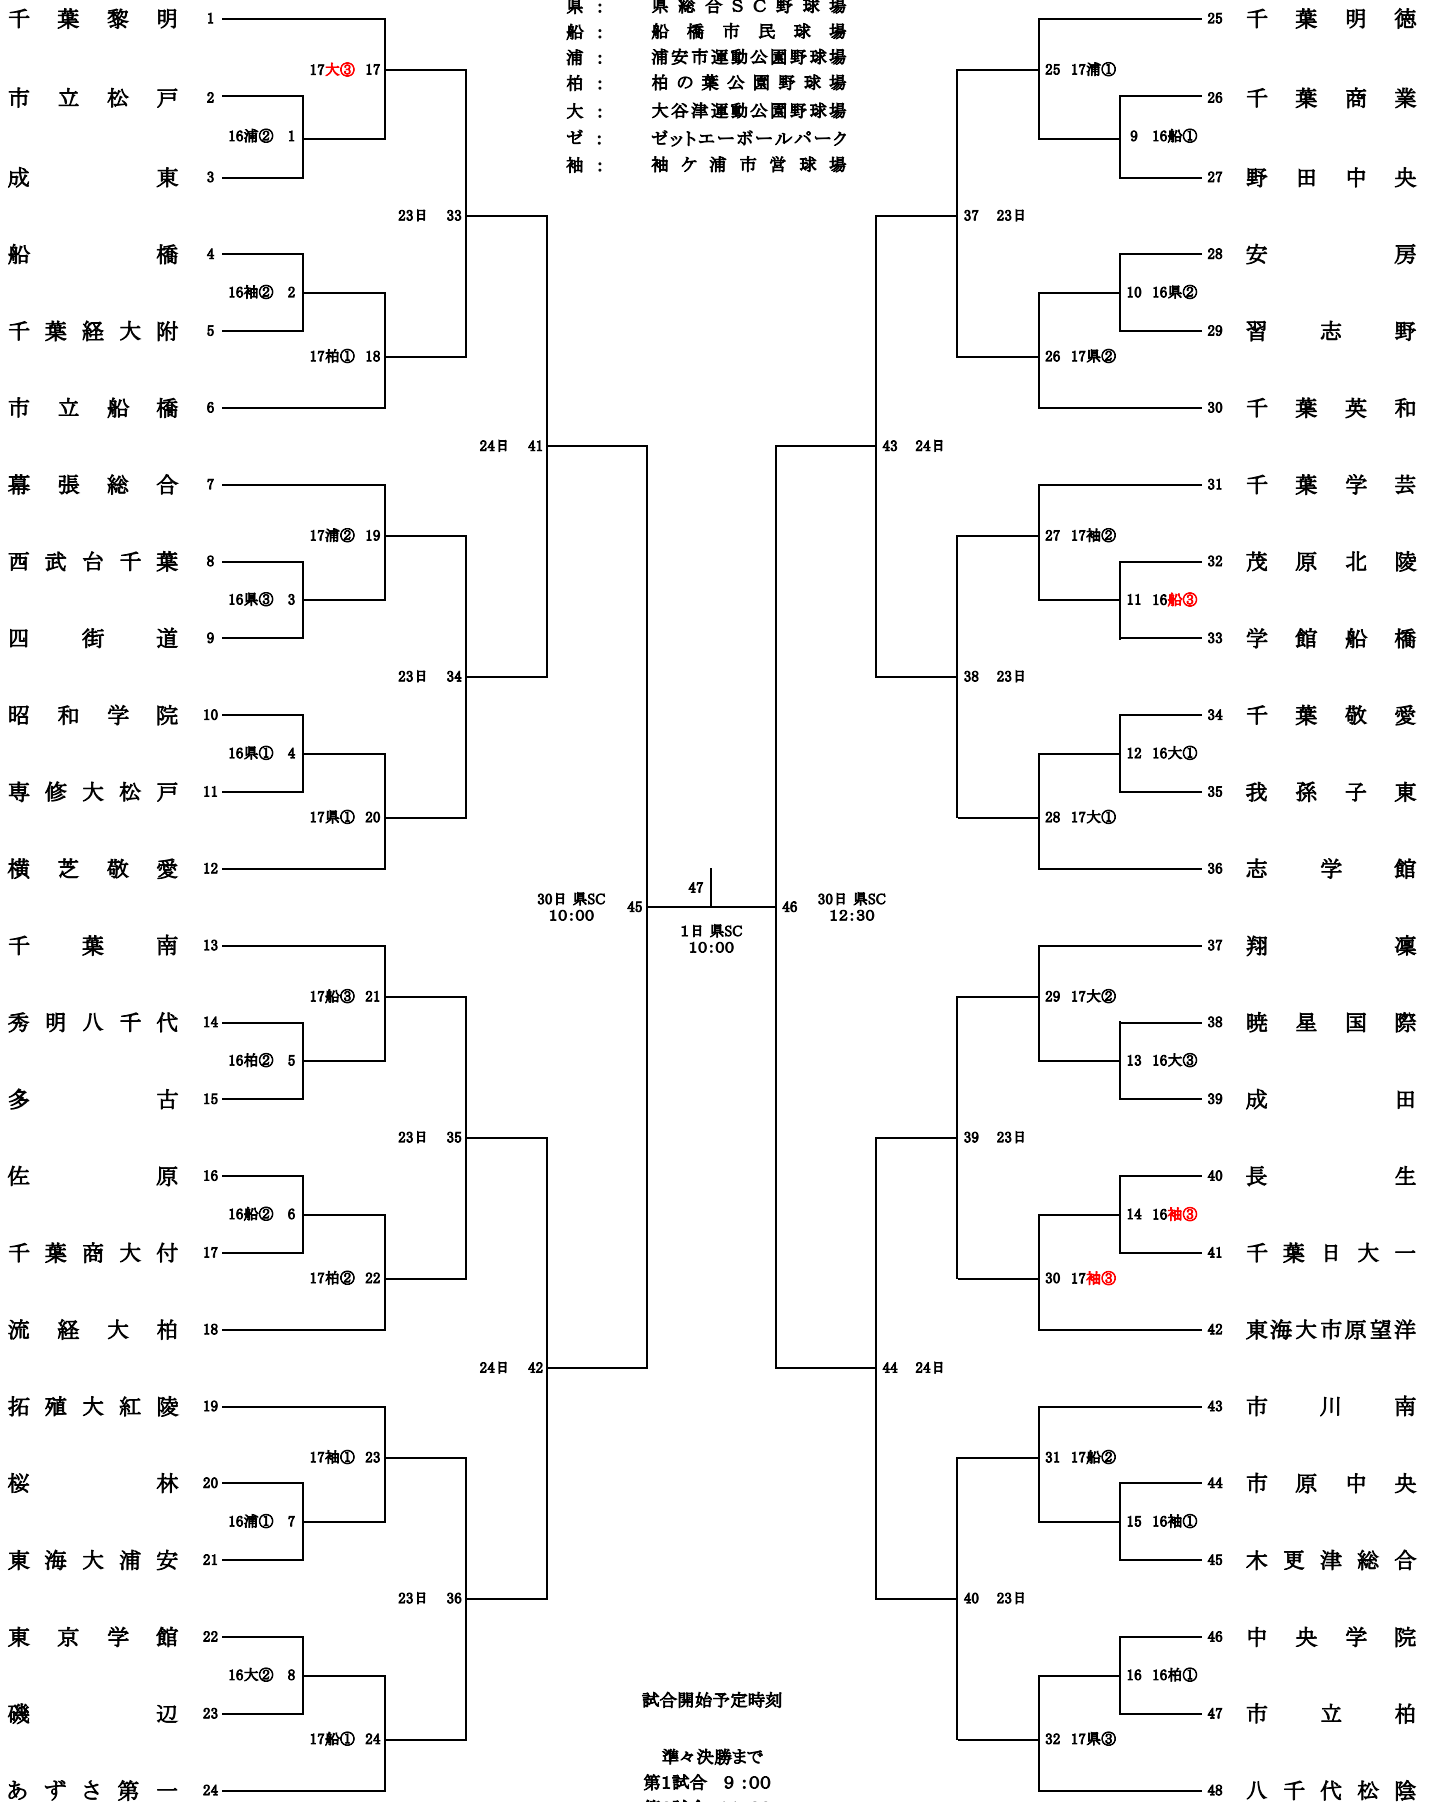 県： 県総合ＳＣ野球場
船： 船橋市民球場
浦： 浦安市運動公園野球場
柏： 柏の葉公園野球場
大： 大谷津運動公園野球場
ゼ： ゼットエーボールパーク
袖： 袖ケ浦市営球場
千葉黎明 1
17大③ 17
市立松戸 2
16浦② 1
成東 3
23日 33
船橋 4
16袖② 2
千葉経大附 5
17柏① 18
市立船橋 6
24日 41
幕張総合 7
17浦② 19
西武台千葉 8
16県③ 3
四街道 9
23日 34
昭和学院 10
16県① 4
専修大松戸 11
17県① 20
横芝敬愛 12
30日 県SC 45
10:00
千葉南 13
17船③ 21
秀明八千代 14
16柏② 5
多古 15
23日 35
佐原 16
16船② 6
千葉商大付 17
17柏② 22
流経大柏 18
24日 42
拓殖大紅陵 19
17袖① 23
桜林 20
16浦① 7
東海大浦安 21
23日 36
東京学館 22
16大② 8
磯辺 23
17船① 24
あずさ第一 24
47
1日 県SC
10:00
25 千葉明徳
25 17浦①
26 千葉商業
9 16船①
27 野田中央
37 23日
28 安房
10 16県②
29 習志野
26 17県②
30 千葉英和
43 24日
31 千葉学芸
27 17袖②
32 茂原北陵
11 16船③
33 学館船橋
38 23日
34 千葉敬愛
12 16大①
35 我孫子東
28 17大①
36 志学館
46 30日 県SC
12:30
37 翔凜
29 17大②
38 暁星国際
13 16大③
39 成田
39 23日
40 長生
14 16袖③
41 千葉日大一
30 17袖③
42 東海大市原望洋
44 24日
43 市川南
31 17船②
44 市原中央
15 16袖①
45 木更津総合
40 23日
46 中央学院
16 16柏①
47 市立柏
32 17県③
48 八千代松陰
試合開始予定時刻
準々決勝まで
第1試合 9:00